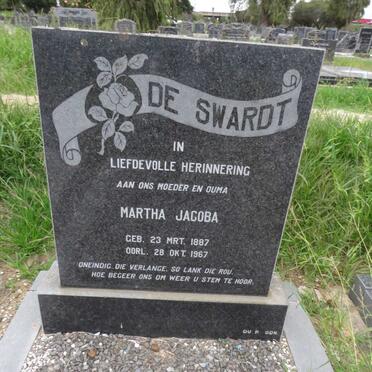 DE SWARDT
IN
LIEFDEVOLLE HERINNERING
AAN ONS MOEDER EN OUMA
MARTHA JACOBA
GEB. 23 MRT. 1887
OORL. 28 OKT. 1967
ONEINDIG DIE VERLANGE, SO LANK DIE ROU,
HOE BEGEER ONS OM WEER U STEM TE HOOR.